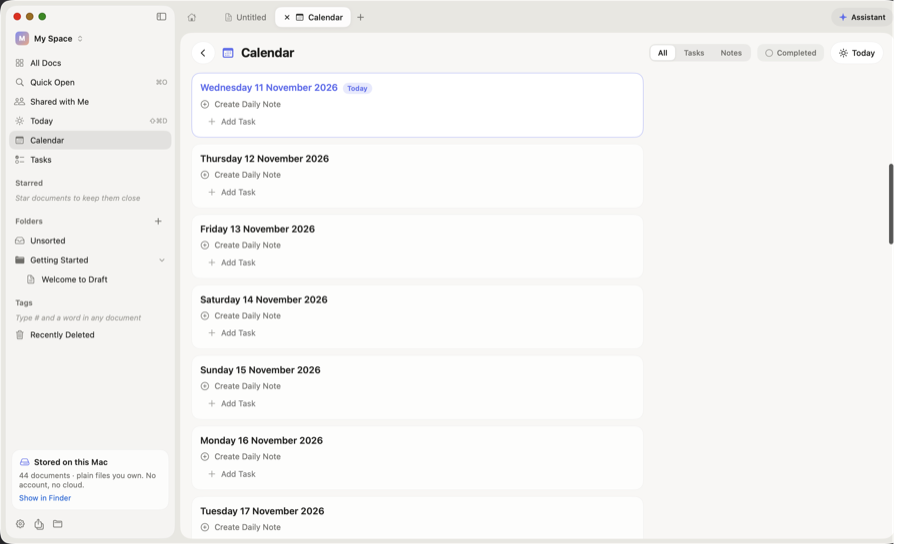 My Space
All Docs
Quick Open ⌘O
Shared with Me
Today ⇧⌘D
Calendar
Tasks
Starred
Star documents to keep them close
Folders
Unsorted
Getting Started
Welcome to Draft
Tags
Type # and a word in any document
Recently Deleted
Stored on this Mac
44 documents · plain files you own. No
account, no cloud.
Show in Finder
Untitled
Calendar
Assistant
Calendar
All Tasks Notes
Completed
Today
Wednesday 11 November 2026 Today
Create Daily Note
Add Task
Thursday 12 November 2026
Create Daily Note
Add Task
Friday 13 November 2026
Create Daily Note
Add Task
Saturday 14 November 2026
Create Daily Note
Add Task
Sunday 15 November 2026
Create Daily Note
Add Task
Monday 16 November 2026
Create Daily Note
Add Task
Tuesday 17 November 2026
Create Daily Note